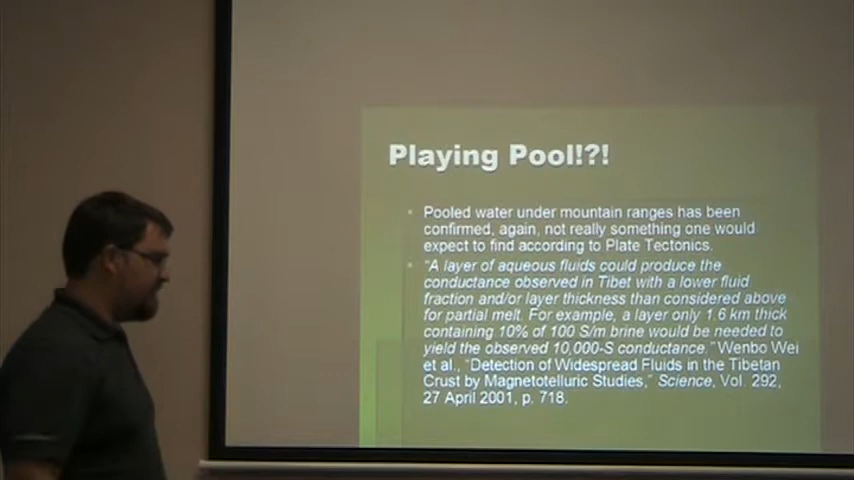 Playing Pool!?!
Pooled water under mountain ranges has been
confirmed, again, not really something one would
expect to find according to Plate Tectonics.
"A layer of aqueous fluids could produce the
conductance observed in Tibet with a lower fluid
fraction and/or layer thickness than considered above
for partial melt. For example, a layer only 1.6 km thick
containing 10% of 100 S/m brine would be needed to
yield the observed 10,000-S conductance." Wenbo Wei
et al., "Detection of Widespread Fluids in the Tibetan
Crust by Magnetotelluric Studies," Science, Vol. 292,
27 April 2001, p. 718.